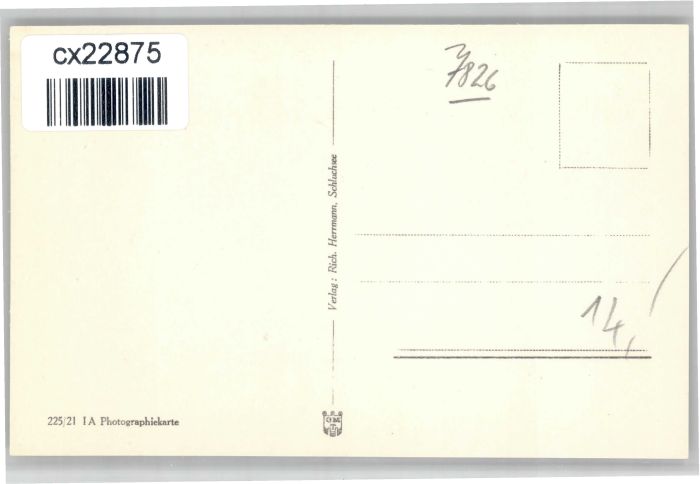 cx22875
7826
Verlag: Rich. Herrmann, Schluchsee
14,
225/21 IA Photographiekarte